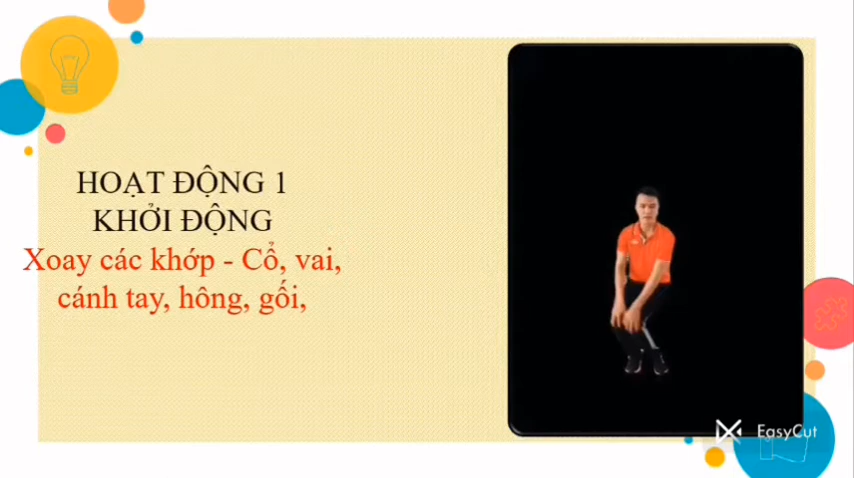 HOẠT ĐỘNG 1
KHỞI ĐỘNG
Xoay các khớp - Cổ, vai,
cánh tay, hông, gối,
EasyCut